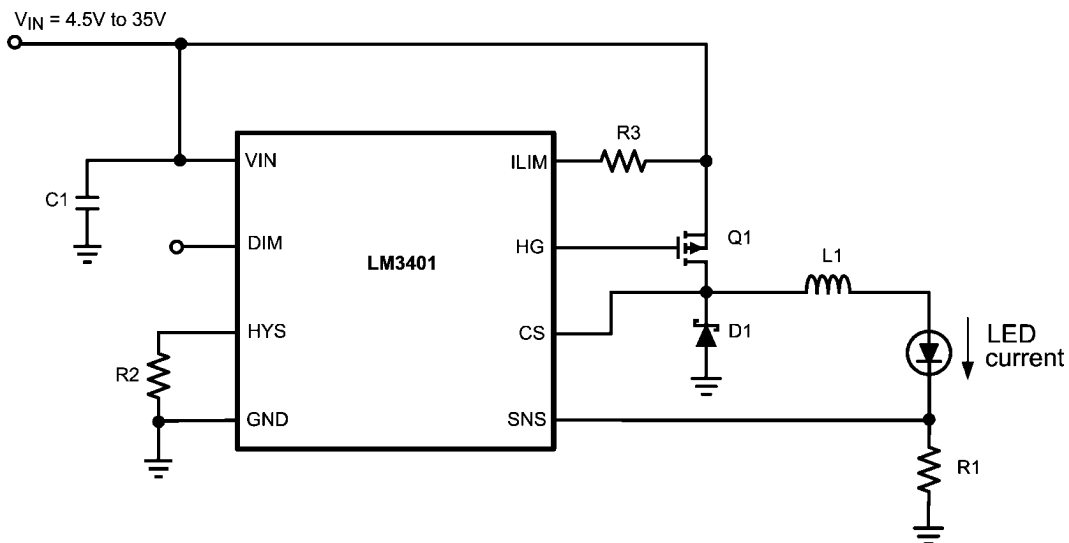 VIN = 4.5V to 35V
R3
VIN
ILIM
C1
Q1
DIM
HG
L1
LM3401
HYS
CS
D1
LED
current
R2
GND
SNS
R1